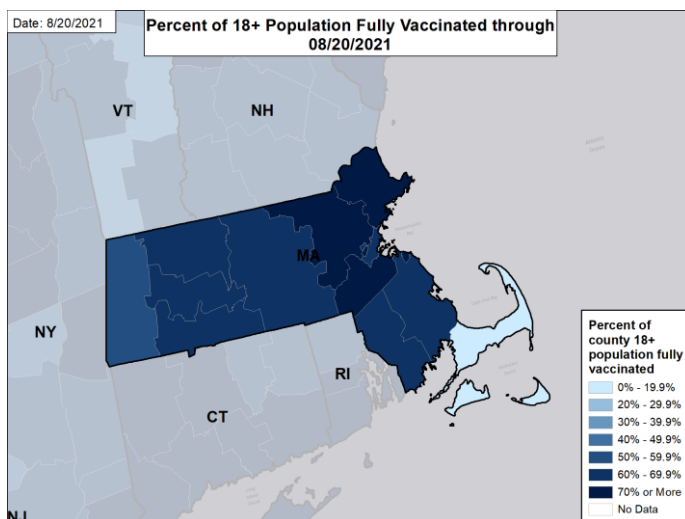 Date: 8/20/2021
Percent of 18+ Population Fully Vaccinated through
08/20/2021
VT
NH
MA
NY
RI
CT
NJ
Percent of
county 18+
population fully
vaccinated
0% - 19.9%
20% - 29.9%
30% - 39.9%
40% - 49.9%
50% - 59.9%
60% - 69.9%
70% or More
No Data